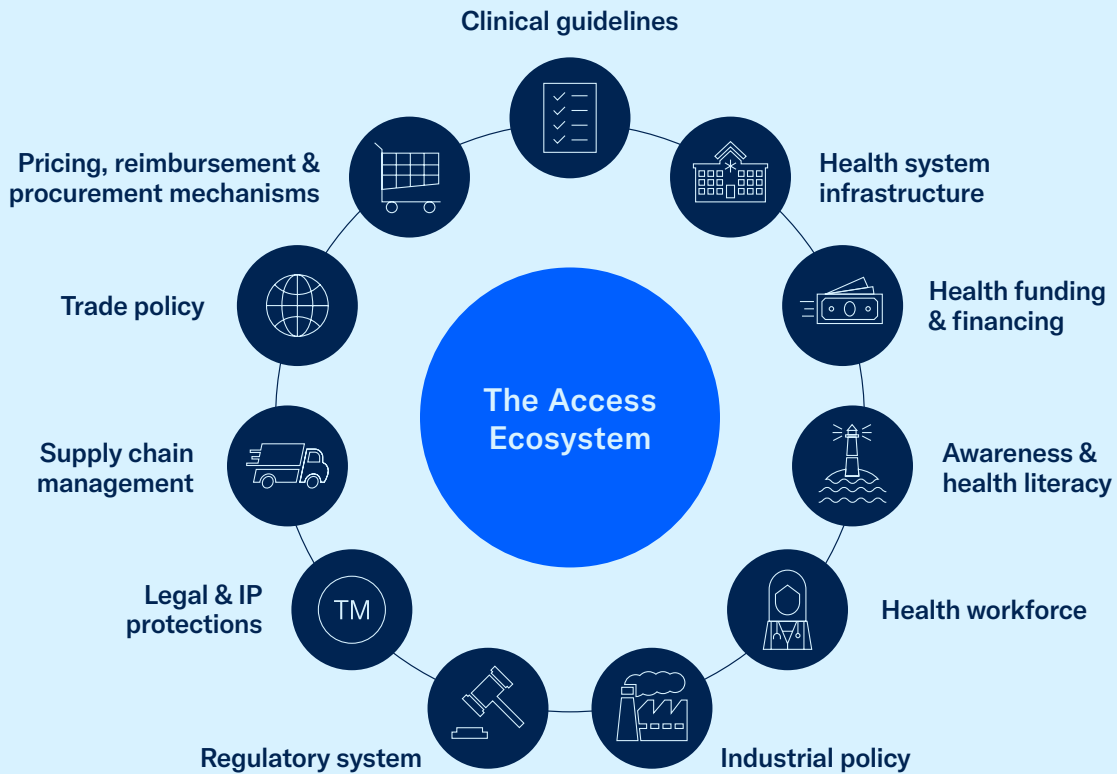 Clinical guidelines
Health system
infrastructure
Health funding
& financing
Awareness &
health literacy
Health workforce
Industrial policy
Regulatory system
Legal & IP
protections
TM
Supply chain
management
Trade policy
Pricing, reimbursement &
procurement mechanisms
The Access
Ecosystem